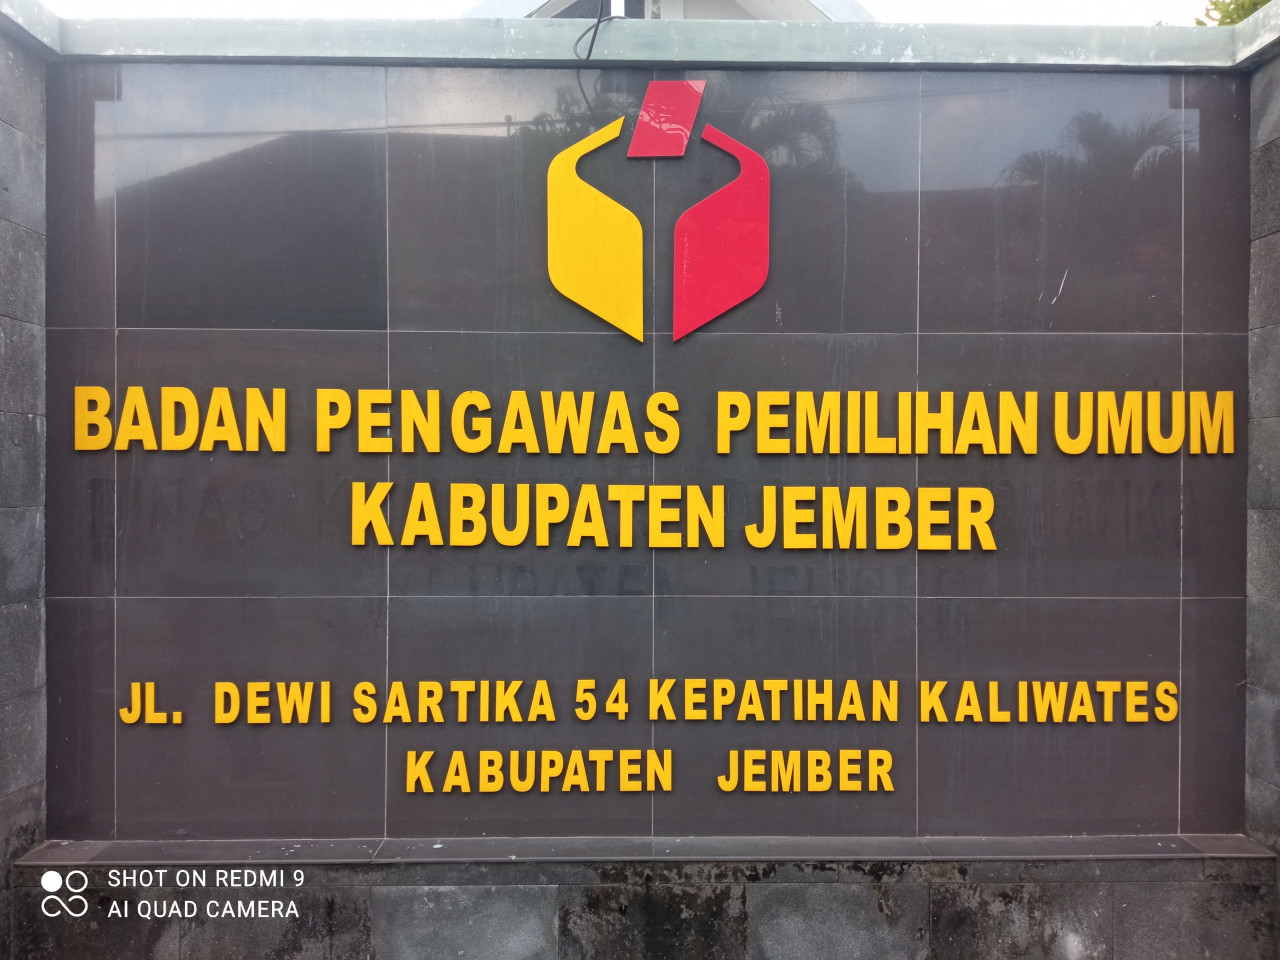 BADAN PENGAWAS PEMILIHAN UMUM
KABUPATEN JEMBER
JL. DEWI SARTIKA 54 KEPATIHAN KALIWATES
KABUPATEN JEMBER
SHOT ON REDMI 9
AI QUAD CAMERA